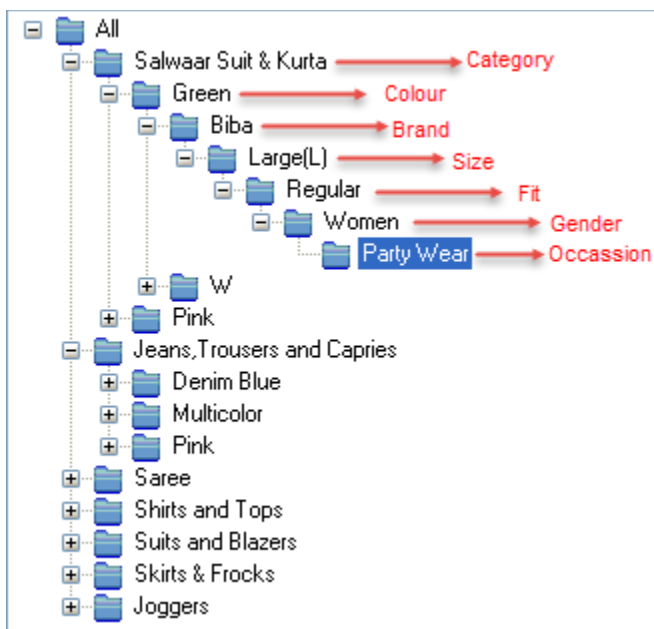 All
Salwaar Suit & Kurta Category
Green Colour
Biba Brand
Large(L) Size
Regular Fit
Women Gender
Party Wear Occassion
W
Pink
Jeans,Trousers and Capries
Denim Blue
Multicolor
Pink
Saree
Shirts and Tops
Suits and Blazers
Skirts & Frocks
Joggers